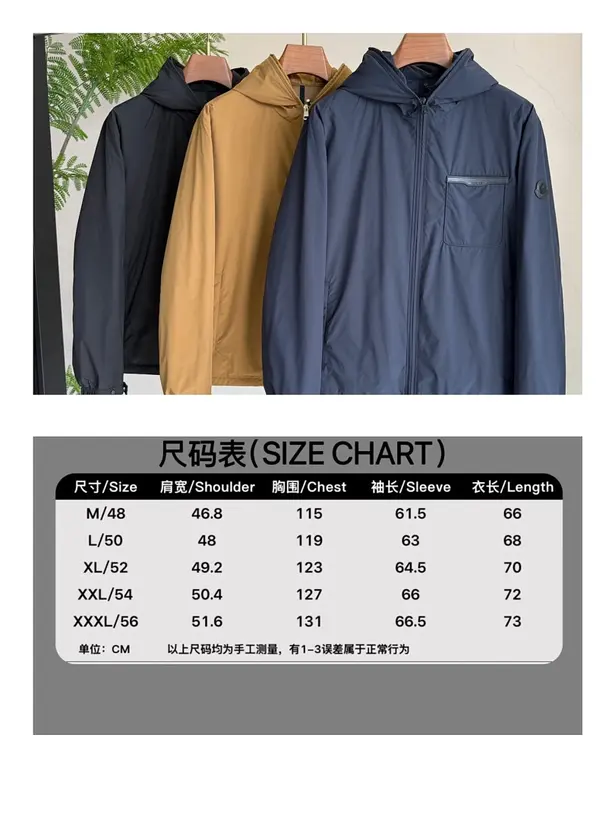 尺码表(SIZE CHART)
尺寸/Size 肩宽/Shoulder 胸围/Chest 袖长/Sleeve 衣长/Length
M/48 46.8 115 61.5 66
L/50 48 119 63 68
XL/52 49.2 123 64.5 70
XXL/54 50.4 127 66 72
XXXL/56 51.6 131 66.5 73
单位：CM 以上尺码均为手工测量，有1-3误差属于正常行为